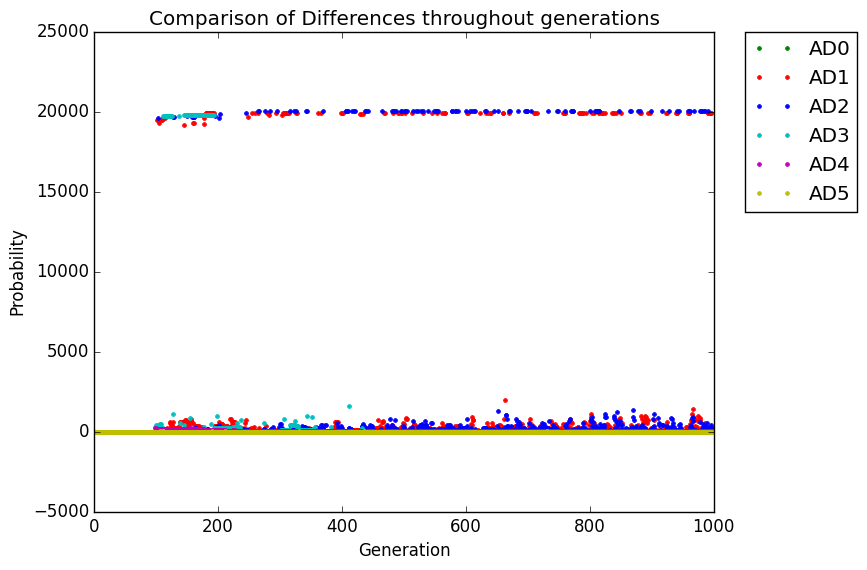 Comparison of Differences throughout generations
25000
20000
15000
10000
5000
0
−5000
Probability
0 200 400 600 800 1000
Generation
AD0
AD1
AD2
AD3
AD4
AD5